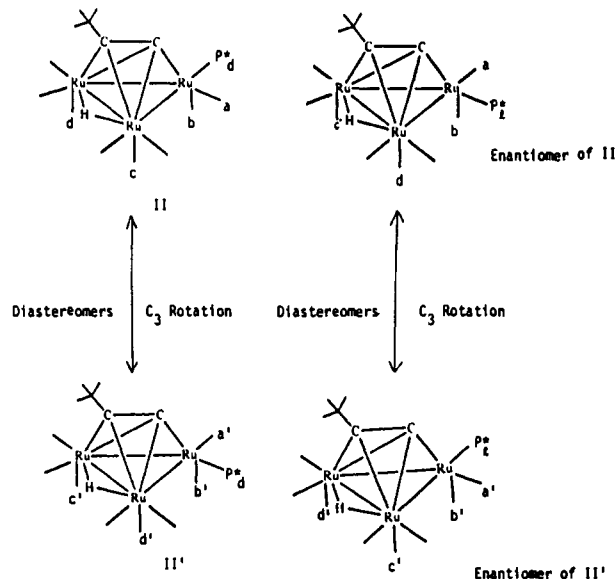 C C C C
P*d a
Ru Ru Ru Ru
a P*ℓ
d H b c H b
Ru Ru
c d
Enantiomer of II
II
Diastereomers C3 Rotation Diastereomers C3 Rotation
C C a' C C P*ℓ
Ru Ru Ru Ru
P*d a'
c' H b' d' H b'
Ru Ru
d' c'
II' Enantiomer of II'